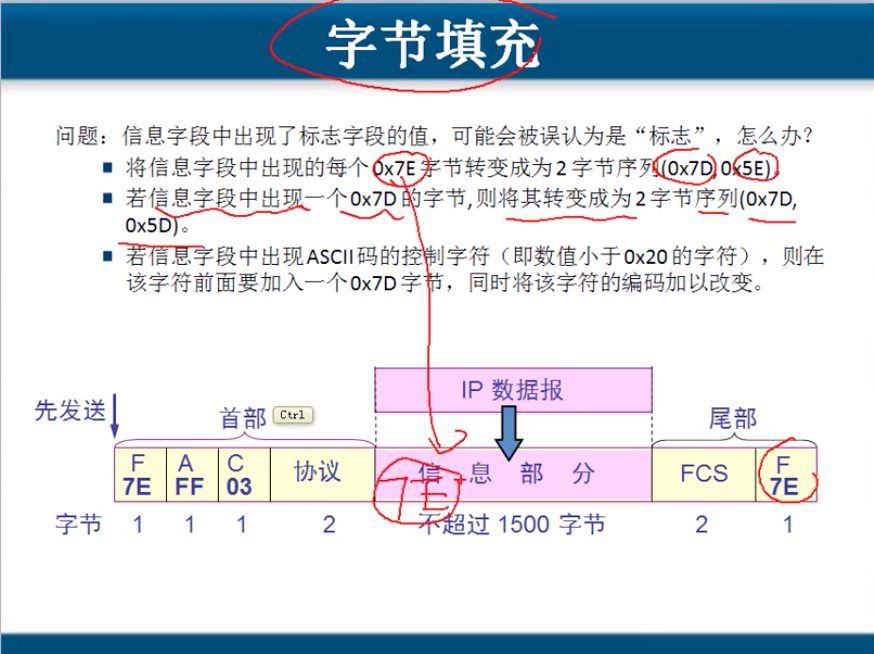 字节填充
问题：信息字段中出现了标志字段的值，可能会被误认为是“标志”，怎么办？
■ 将信息字段中出现的每个 0x7E 字节转变成为 2 字节序列(0x7D, 0x5E)。
■ 若信息字段中出现一个 0x7D 的字节, 则将其转变成为 2 字节序列(0x7D,
0x5D)。
■ 若信息字段中出现 ASCII 码的控制字符（即数值小于 0x20 的字符），则在
该字符前面要加入一个 0x7D 字节，同时将该字符的编码加以改变。
IP 数据报
先发送 首部 Ctrl 尾部
F A C 协议 信 息 部 分 FCS F
7E FF 03 7E 7E
字节 1 1 1 2 不超过 1500 字节 2 1